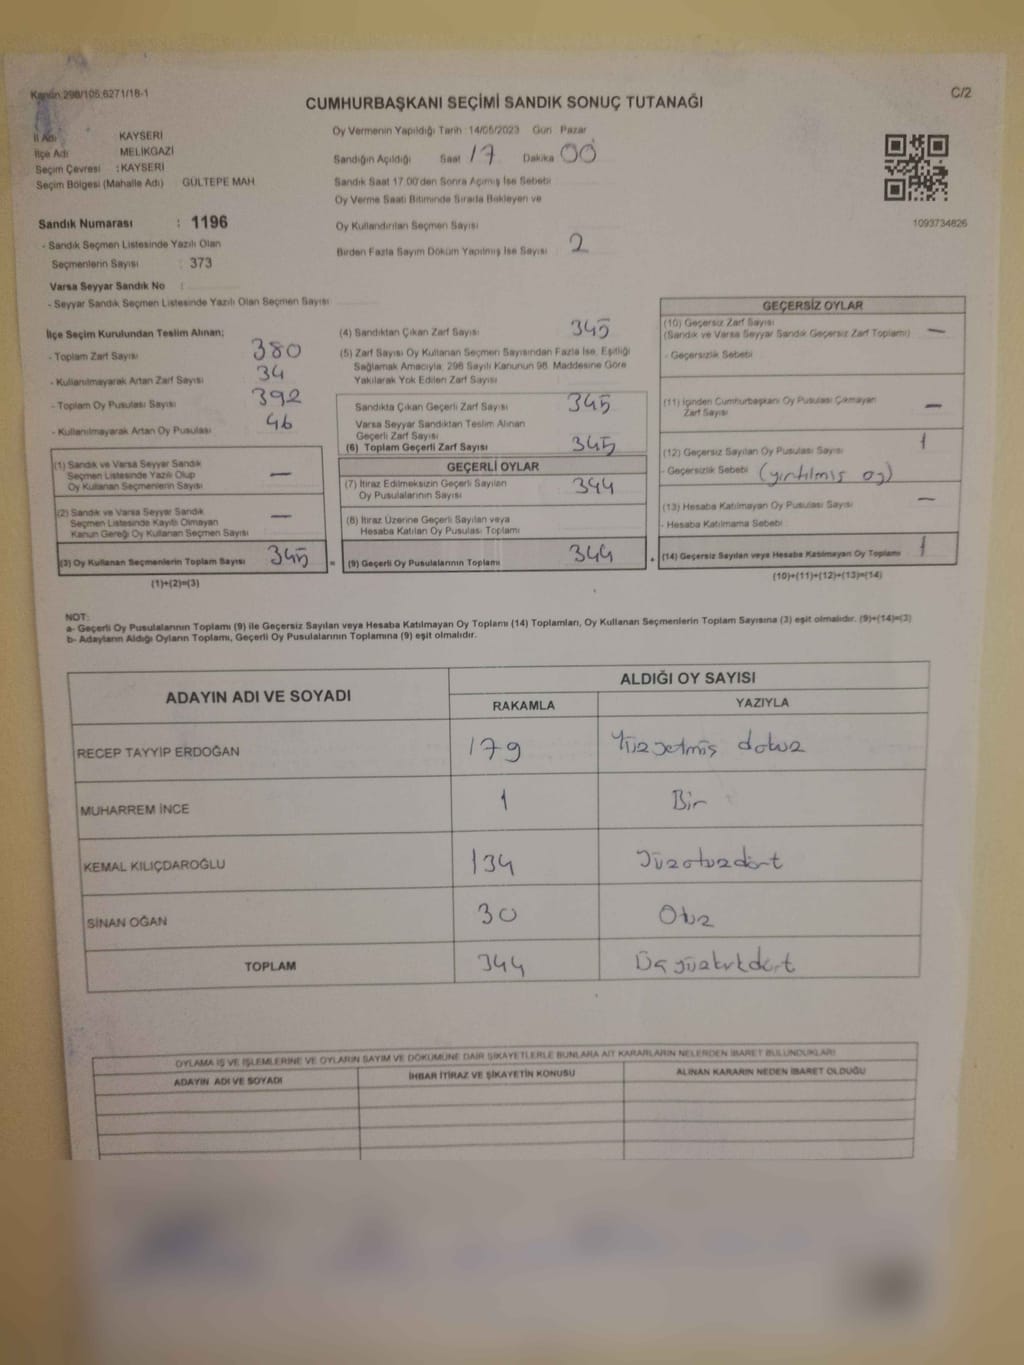 Kanun:298/105;6271/18-1
C/2
CUMHURBAŞKANI SEÇİMİ SANDIK SONUÇ TUTANAĞI
İl Adı KAYSERİ
İlçe Adı MELİKGAZİ
Seçim Çevresi : KAYSERİ
Seçim Bölgesi (Mahalle Adı) GÜLTEPE MAH
Oy Vermenin Yapıldığı Tarih : 14/05/2023 Gün : Pazar
Sandığın Açıldığı Saat 17 Dakika 00
Sandık Saat 17.00'den Sonra Açımış İse Sebebi
Oy Verme Saati Bitiminde Sırada Bekleyen ve
Oy Kullandırılan Seçmen Sayısı
Birden Fazla Sayım Döküm Yapılmış İse Sayısı : 2
1093734826
Sandık Numarası : 1196
- Sandık Seçmen Listesinde Yazılı Olan
Seçmenlerin Sayısı : 373
Varsa Seyyar Sandık No :
- Seyyar Sandık Seçmen Listesinde Yazılı Olan Seçmen Sayısı
İlçe Seçim Kurulundan Teslim Alınan;
- Toplam Zarf Sayısı 380
- Kullanılmayarak Artan Zarf Sayısı 34
- Toplam Oy Pusulası Sayısı 392
- Kullanılmayarak Artan Oy Pusulası 46
(1) Sandık ve Varsa Seyyar Sandık
Seçmen Listesinde Yazılı Olup
Oy Kullanan Seçmenlerin Sayısı —
(2) Sandık ve Varsa Seyyar Sandık
Seçmen Listesinde Kayıtlı Olmayan
Kanun Gereği Oy Kullanan Seçmen Sayısı —
(3) Oy Kullanan Seçmenlerin Toplam Sayısı 345 =
(1)+(2)=(3)
(4) Sandıktan Çıkan Zarf Sayısı 345
(5) Zarf Sayısı Oy Kullanan Seçmen Sayısından Fazla İse, Eşitliği
Sağlamak Amacıyla; 298 Sayılı Kanunun 98. Maddesine Göre
Yakılarak Yok Edilen Zarf Sayısı
Sandıkta Çıkan Geçerli Zarf Sayısı 345
Varsa Seyyar Sandıktan Teslim Alınan
Geçerli Zarf Sayısı
(6) Toplam Geçerli Zarf Sayısı 345
GEÇERLİ OYLAR
(7) İtiraz Edilmeksizin Geçerli Sayılan
Oy Pusulalarının Sayısı 344
(8) İtiraz Üzerine Geçerli Sayılan veya
Hesaba Katılan Oy Pusulası Toplamı
(9) Geçerli Oy Pusulalarının Toplamı 344 +
GEÇERSİZ OYLAR
(10) Geçersiz Zarf Sayısı
(Sandık ve Varsa Seyyar Sandık Geçersiz Zarf Toplamı) —
- Geçersizlik Sebebi
(11) İçinden Cumhurbaşkanı Oy Pusulası Çıkmayan
Zarf Sayısı —
(12) Geçersiz Sayılan Oy Pusulası Sayısı 1
- Geçersizlik Sebebi (yırtılmış oy)
(13) Hesaba Katılmayan Oy Pusulası Sayısı —
- Hesaba Katılmama Sebebi
(14) Geçersiz Sayılan veya Hesaba Katılmayan Oy Toplamı 1
(10)+(11)+(12)+(13)=(14)
NOT:
a- Geçerli Oy Pusulalarının Toplamı (9) ile Geçersiz Sayılan veya Hesaba Katılmayan Oy Toplamı (14) Toplamları, Oy Kullanan Seçmenlerin Toplam Sayısına (3) eşit olmalıdır. (9)+(14)=(3)
b- Adayların Aldığı Oyların Toplamı, Geçerli Oy Pusulalarının Toplamına (9) eşit olmalıdır.
ADAYIN ADI VE SOYADI ALDIĞI OY SAYISI
RAKAMLA YAZIYLA
RECEP TAYYİP ERDOĞAN 179 Yüzyetmiş dokuz
MUHARREM İNCE 1 Bir
KEMAL KILIÇDAROĞLU 134 Yüzotuzdört
SİNAN OĞAN 30 Otuz
TOPLAM 344 Üçyüzkırkdört
OYLAMA İŞ VE İŞLEMLERİNE VE OYLARIN SAYIM VE DÖKÜMÜNE DAİR ŞİKAYETLERLE BUNLARA AİT KARARLARIN NELERDEN İBARET BULUNDUKLARI
ADAYIN ADI VE SOYADI İHBAR İTİRAZ VE ŞİKAYETİN KONUSU ALINAN KARARIN NEDEN İBARET OLDUĞU